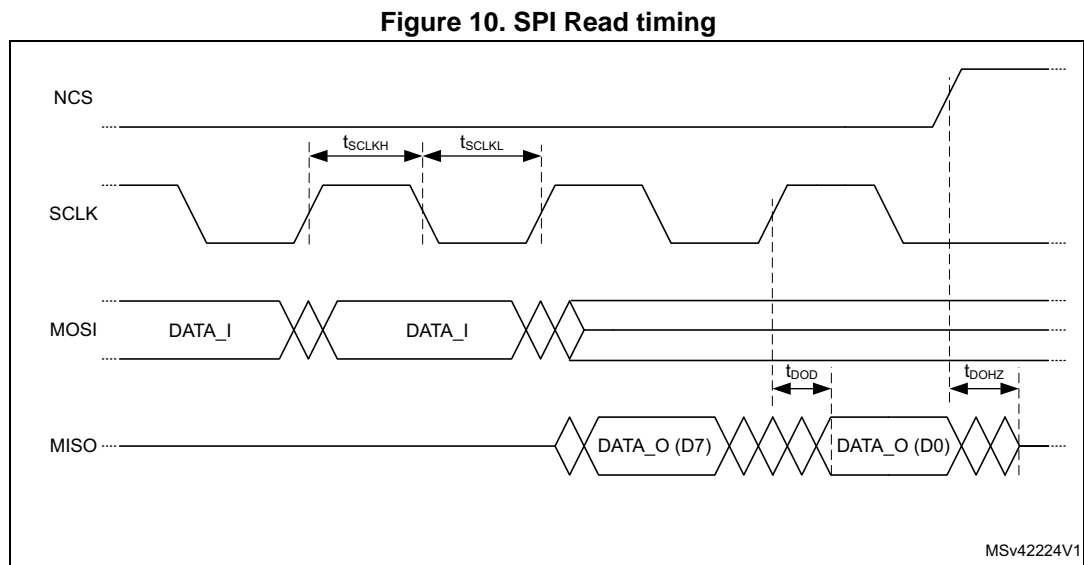 Figure 10. SPI Read timing
NCS
tSCLKH tSCLKL
SCLK
MOSI DATA_I DATA_I
tDOD tDOHZ
MISO DATA_O (D7) DATA_O (D0)
MSv42224V1